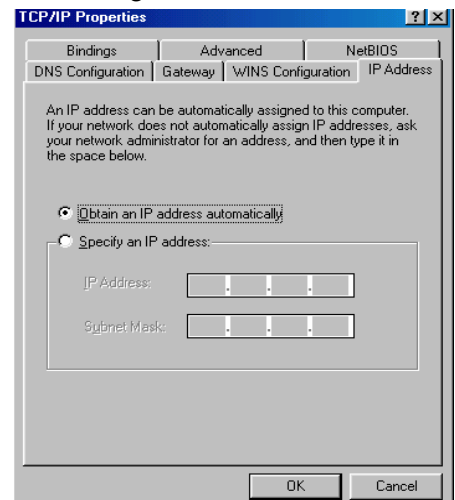 TCP/IP Properties
Bindings Advanced NetBIOS
DNS Configuration Gateway WINS Configuration IP Address
An IP address can be automatically assigned to this computer.
If your network does not automatically assign IP addresses, ask
your network administrator for an address, and then type it in
the space below.
Obtain an IP address automatically
Specify an IP address:
IP Address:
Subnet Mask:
OK Cancel